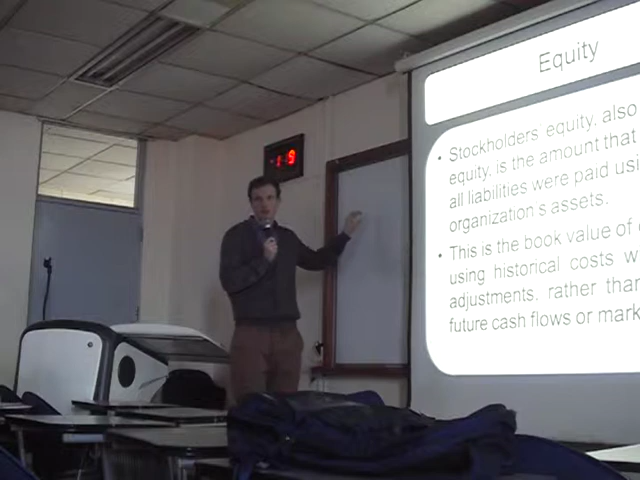 19
Equity
• Stockholders' equity, also
equity, is the amount that
all liabilities were paid usi
organization's assets.
• This is the book value of
using historical costs w
adjustments, rather than
future cash flows or mark